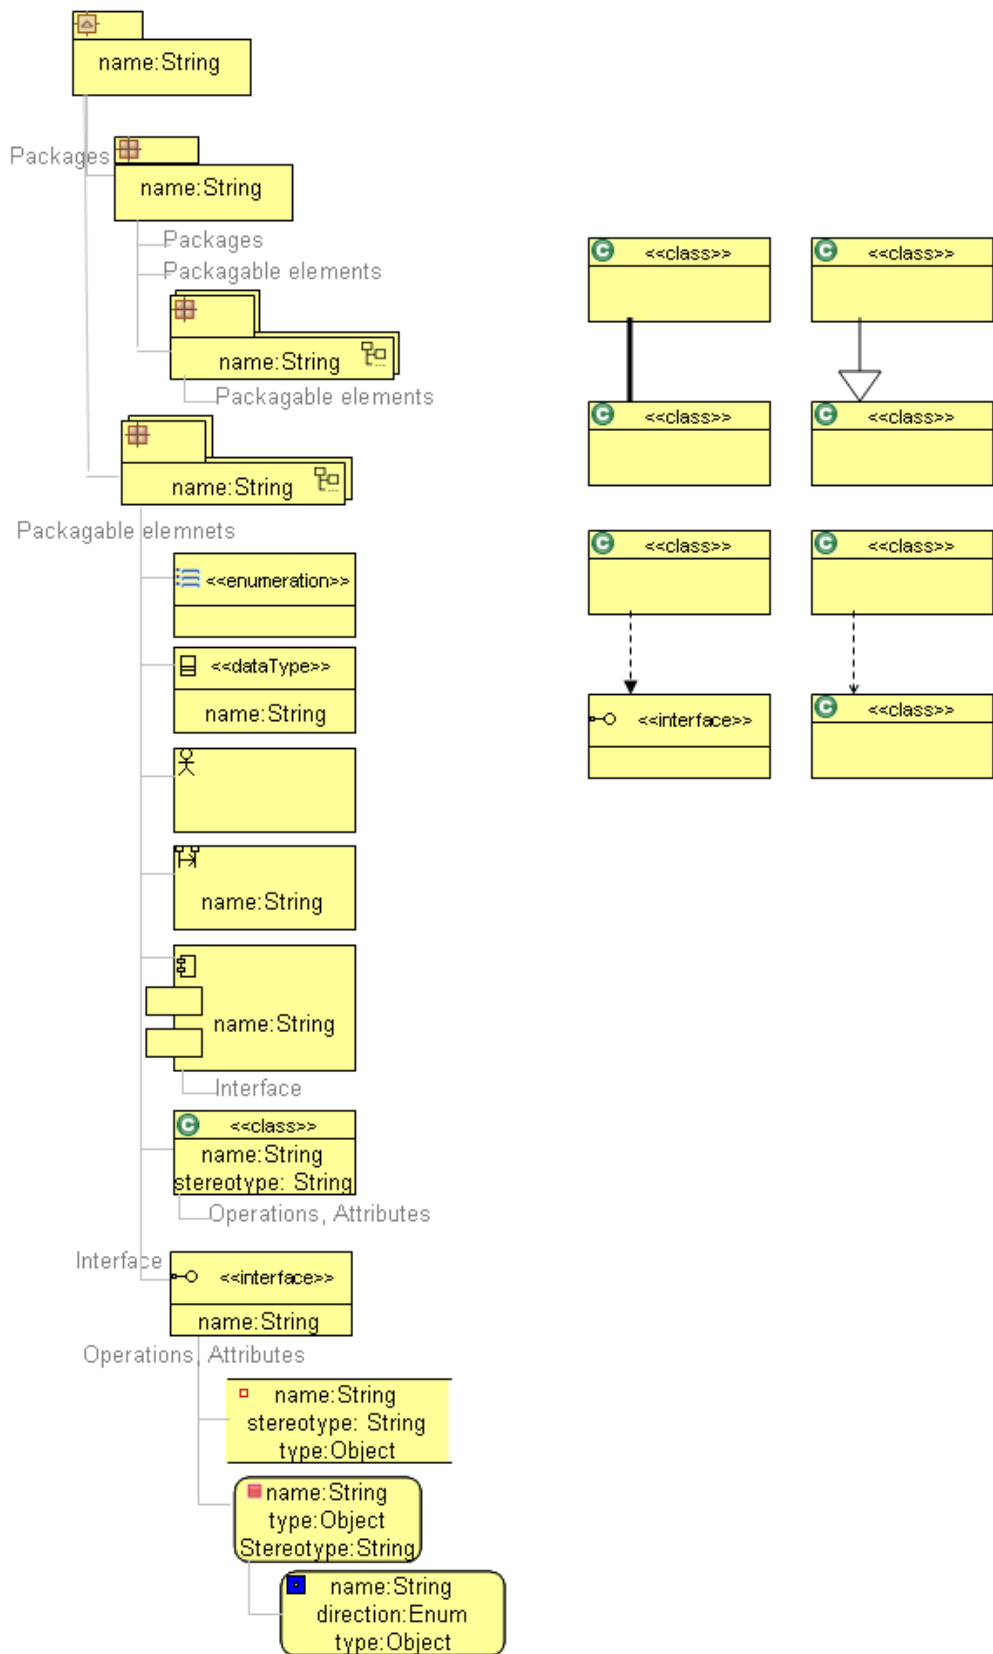 name:String
Packages
name:String
Packages
Packagable elements
name:String
Packagable elements
name:String
Packagable elemnets
<<enumeration>>
<<dataType>>
name:String
name:String
name:String
Interface
<<class>>
name:String
stereotype: String
Operations, Attributes
Interface
<<interface>>
name:String
Operations, Attributes
name:String
stereotype: String
type:Object
name:String
type:Object
Stereotype:String
name:String
direction:Enum
type:Object
<<class>>
<<class>>
<<class>>
<<class>>
<<class>>
<<class>>
<<interface>>
<<class>>